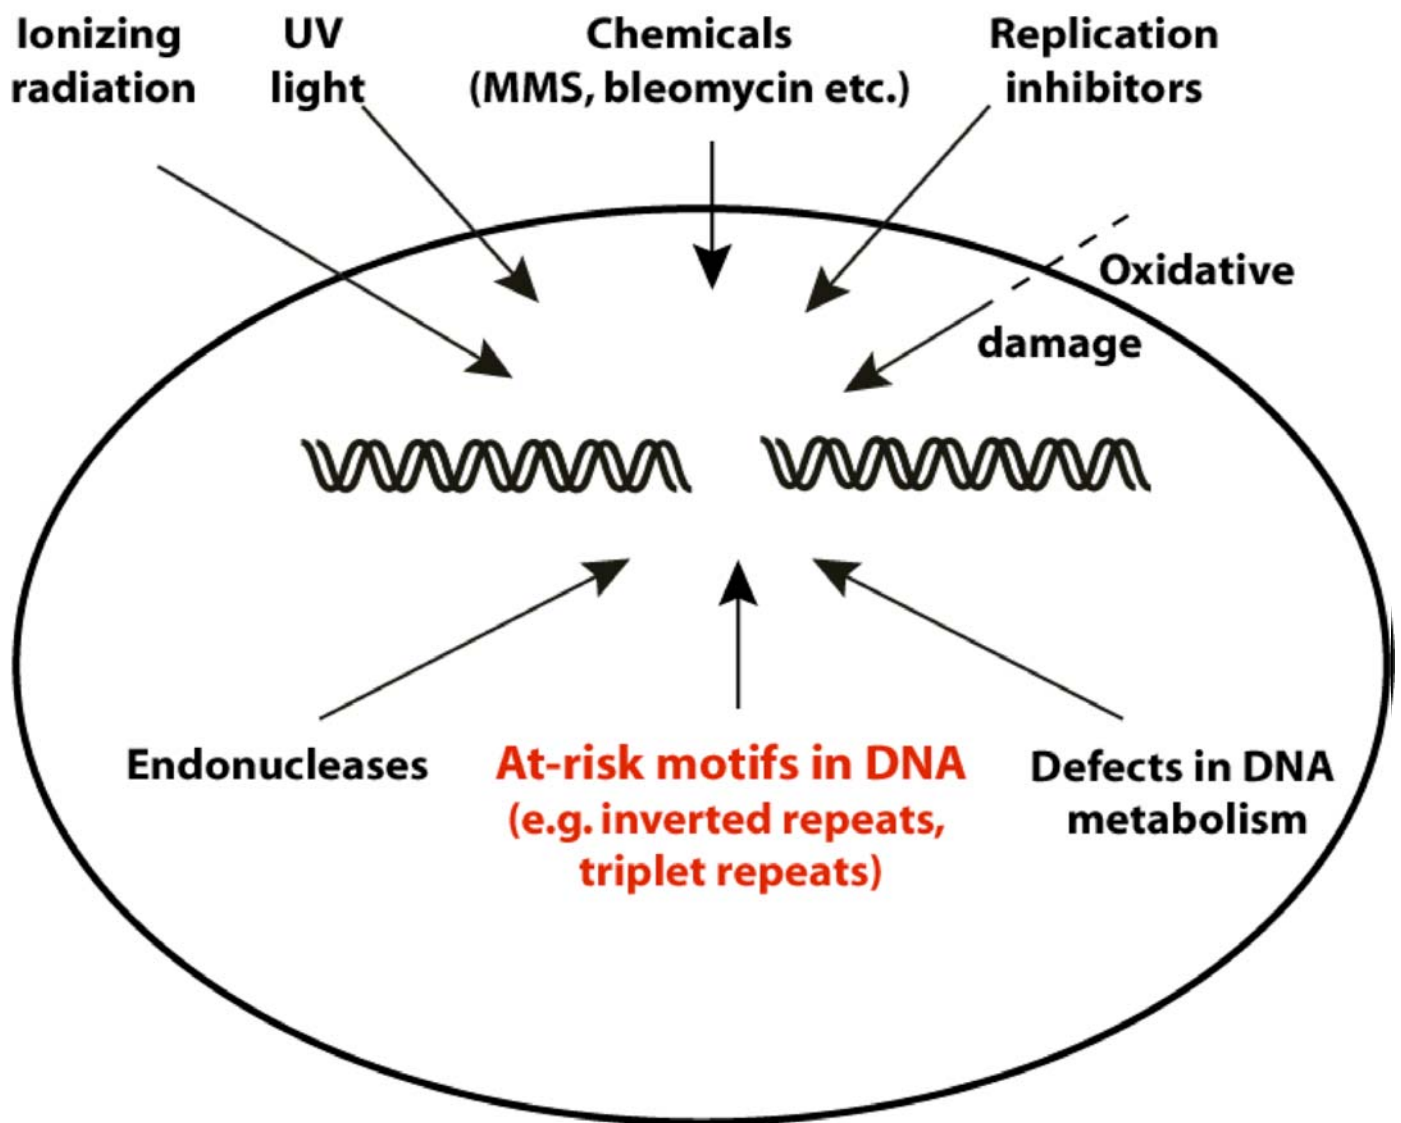 Ionizing
radiation
UV
light
Chemicals
(MMS, bleomycin etc.)
Replication
inhibitors
Oxidative
damage
Endonucleases
At-risk motifs in DNA
(e.g. inverted repeats,
triplet repeats)
Defects in DNA
metabolism